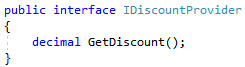 public interface IDiscountProvider
{
    decimal GetDiscount();
}